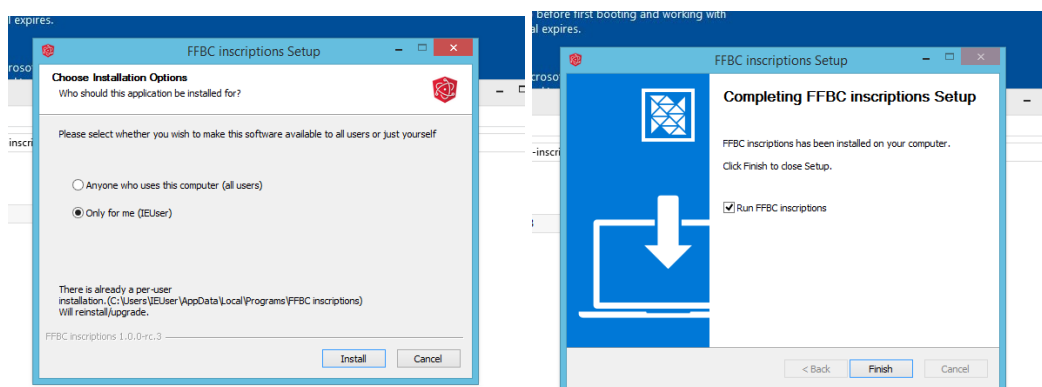 l expires.
FFBC inscriptions Setup
Choose Installation Options
Who should this application be installed for?
Please select whether you wish to make this software available to all users or just yourself
inscri
Anyone who uses this computer (all users)
Only for me (IEUser)
There is already a per-user
installation.(C:\Users\IEUser\AppData\Local\Programs\FFBC inscriptions)
Will reinstall/upgrade.
FFBC inscriptions 1.0.0-rc.3
Install
Cancel
before first booting and working with
al expires.
FFBC inscriptions Setup
crosof
Completing FFBC inscriptions Setup
FFBC inscriptions has been installed on your computer.
-inscri
Click Finish to close Setup.
Run FFBC inscriptions
< Back
Finish
Cancel